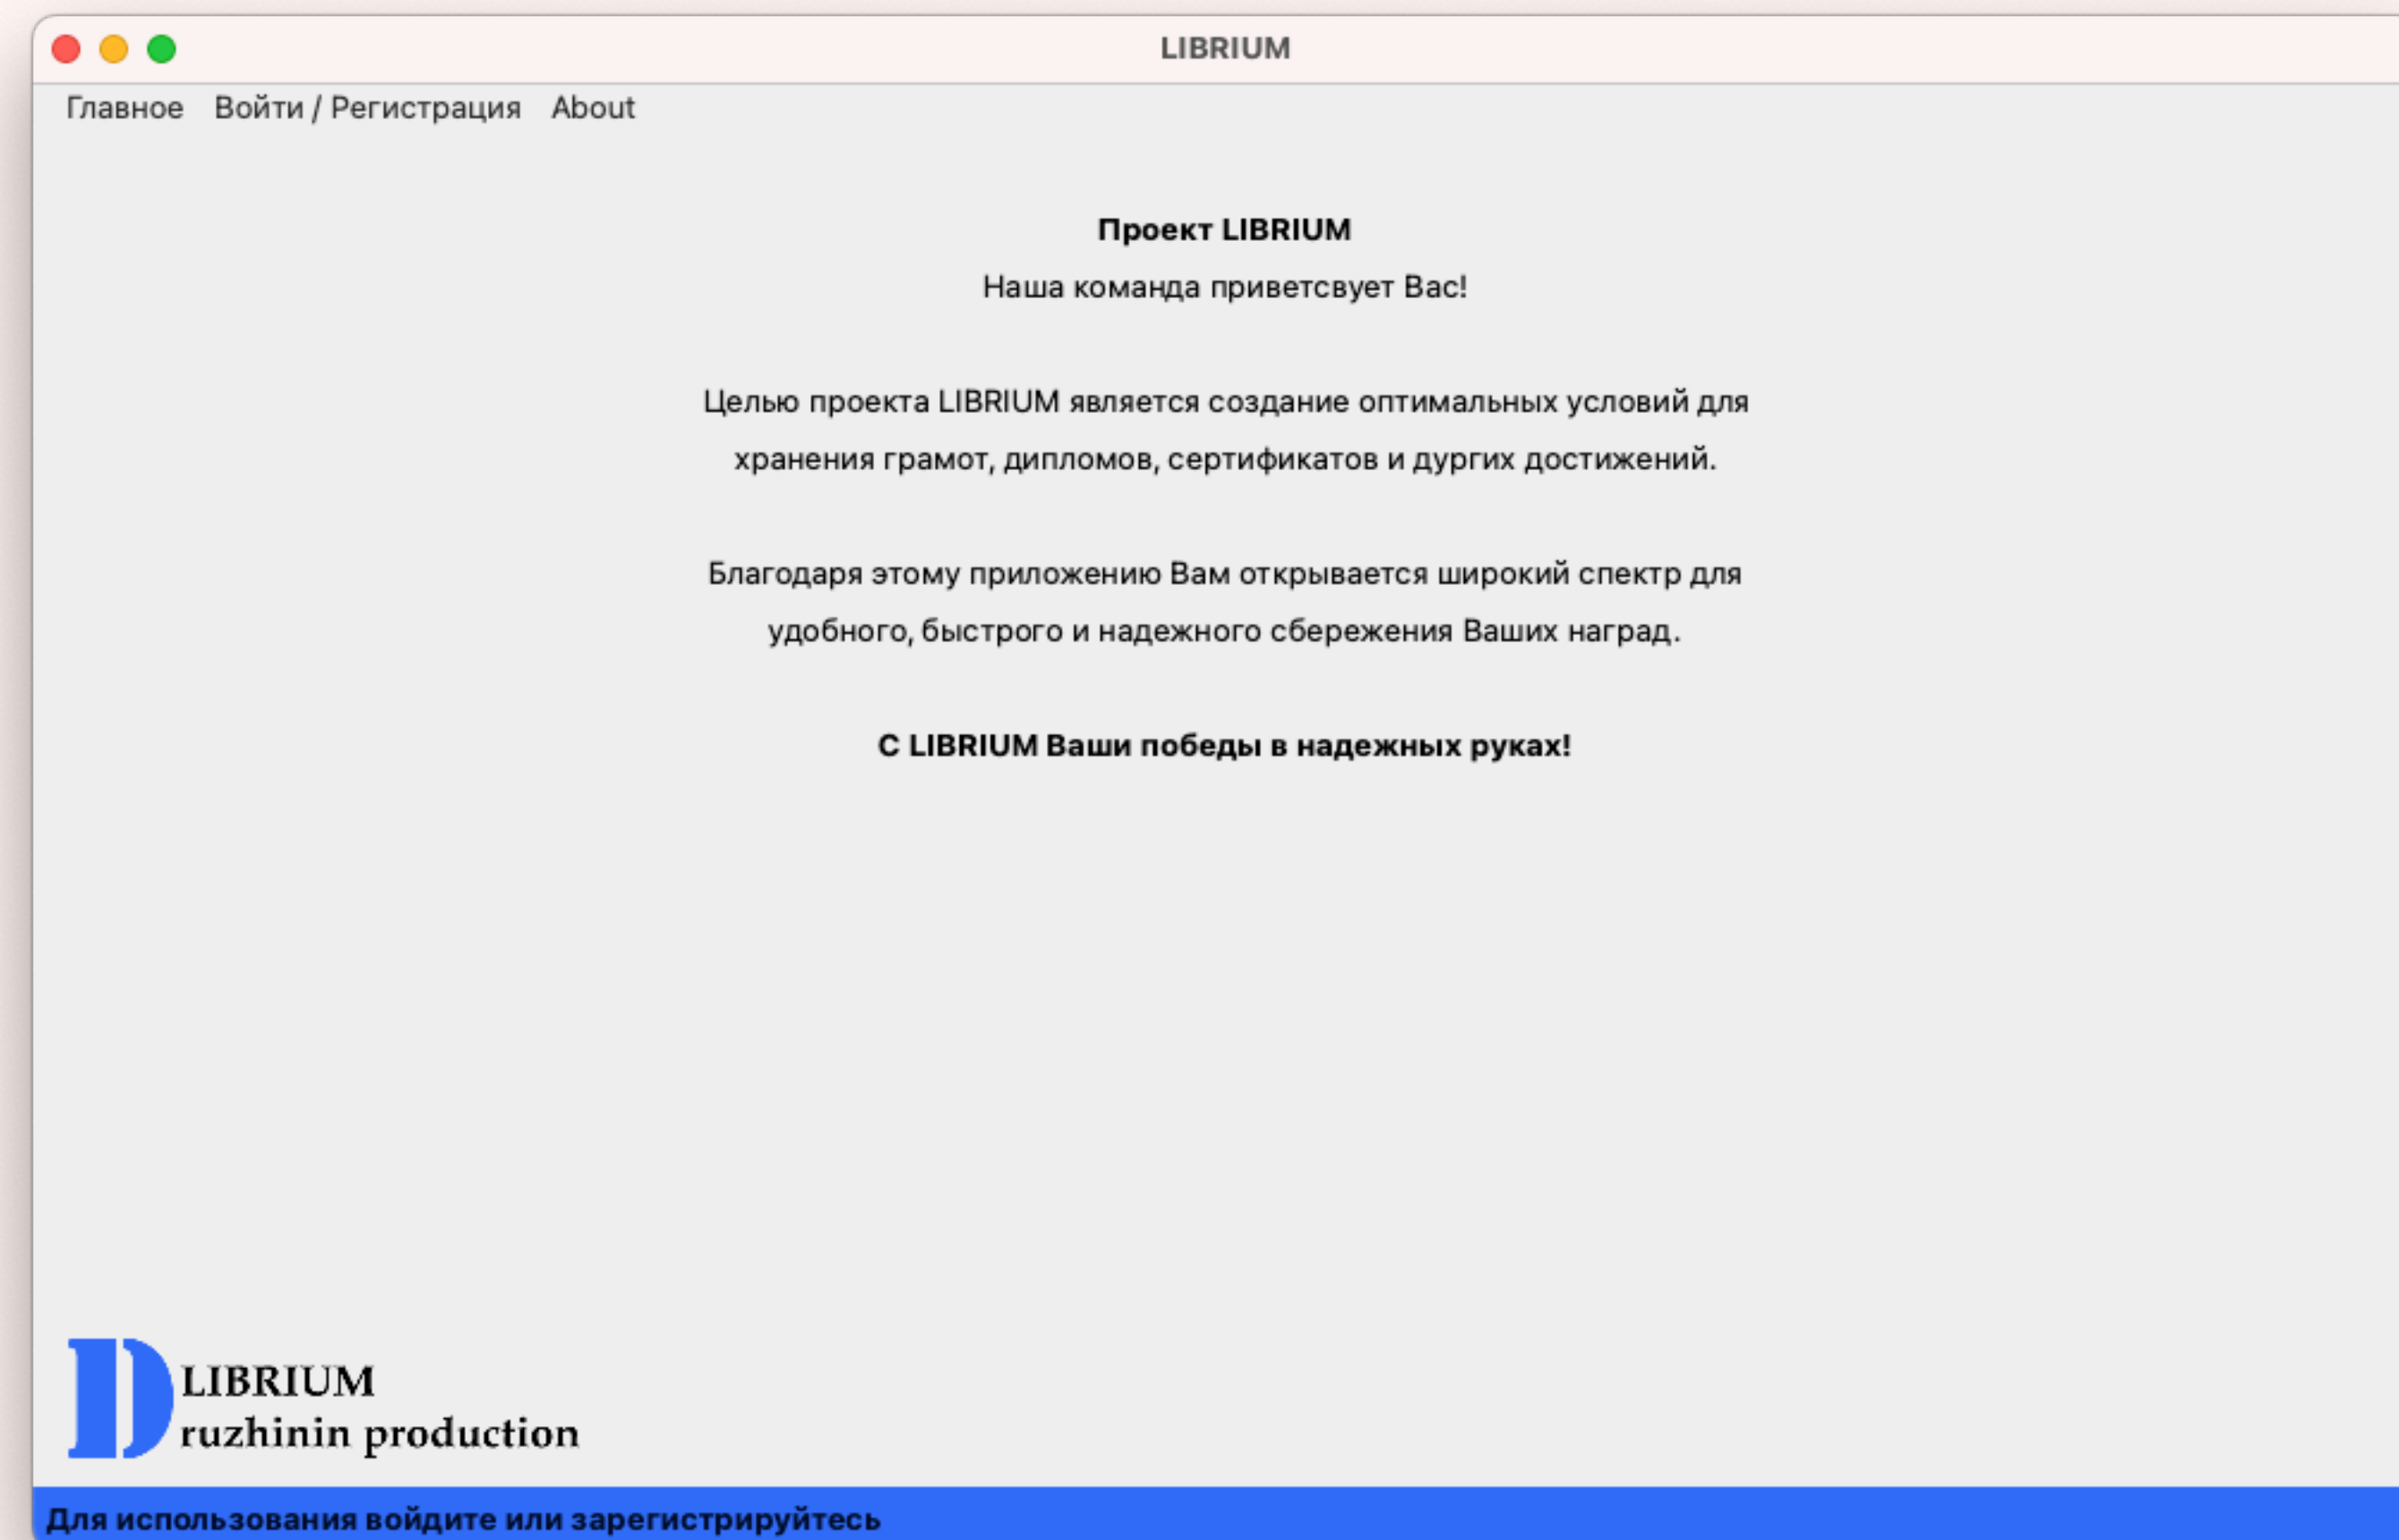 LIBRIUM
Главное Войти / Регистрация About
Проект LIBRIUM
Наша команда приветсвует Вас!
Целью проекта LIBRIUM является создание оптимальных условий для
хранения грамот, дипломов, сертификатов и дургих достижений.
Благодаря этому приложению Вам открывается широкий спектр для
удобного, быстрого и надежного сбережения Ваших наград.
С LIBRIUM Ваши победы в надежных руках!
D LIBRIUM
ruzhinin production
Для использования войдите или зарегистрируйтесь